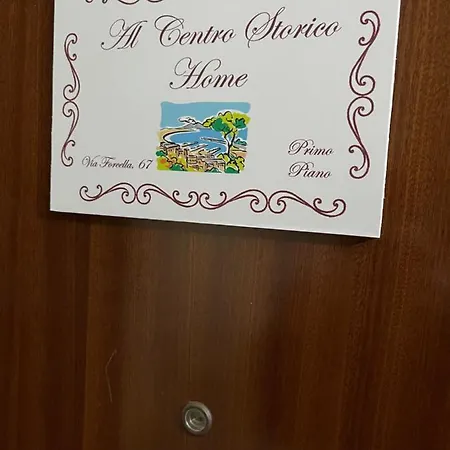 Al Centro Storico
Home
Via Forcella, 67
Primo
Piano